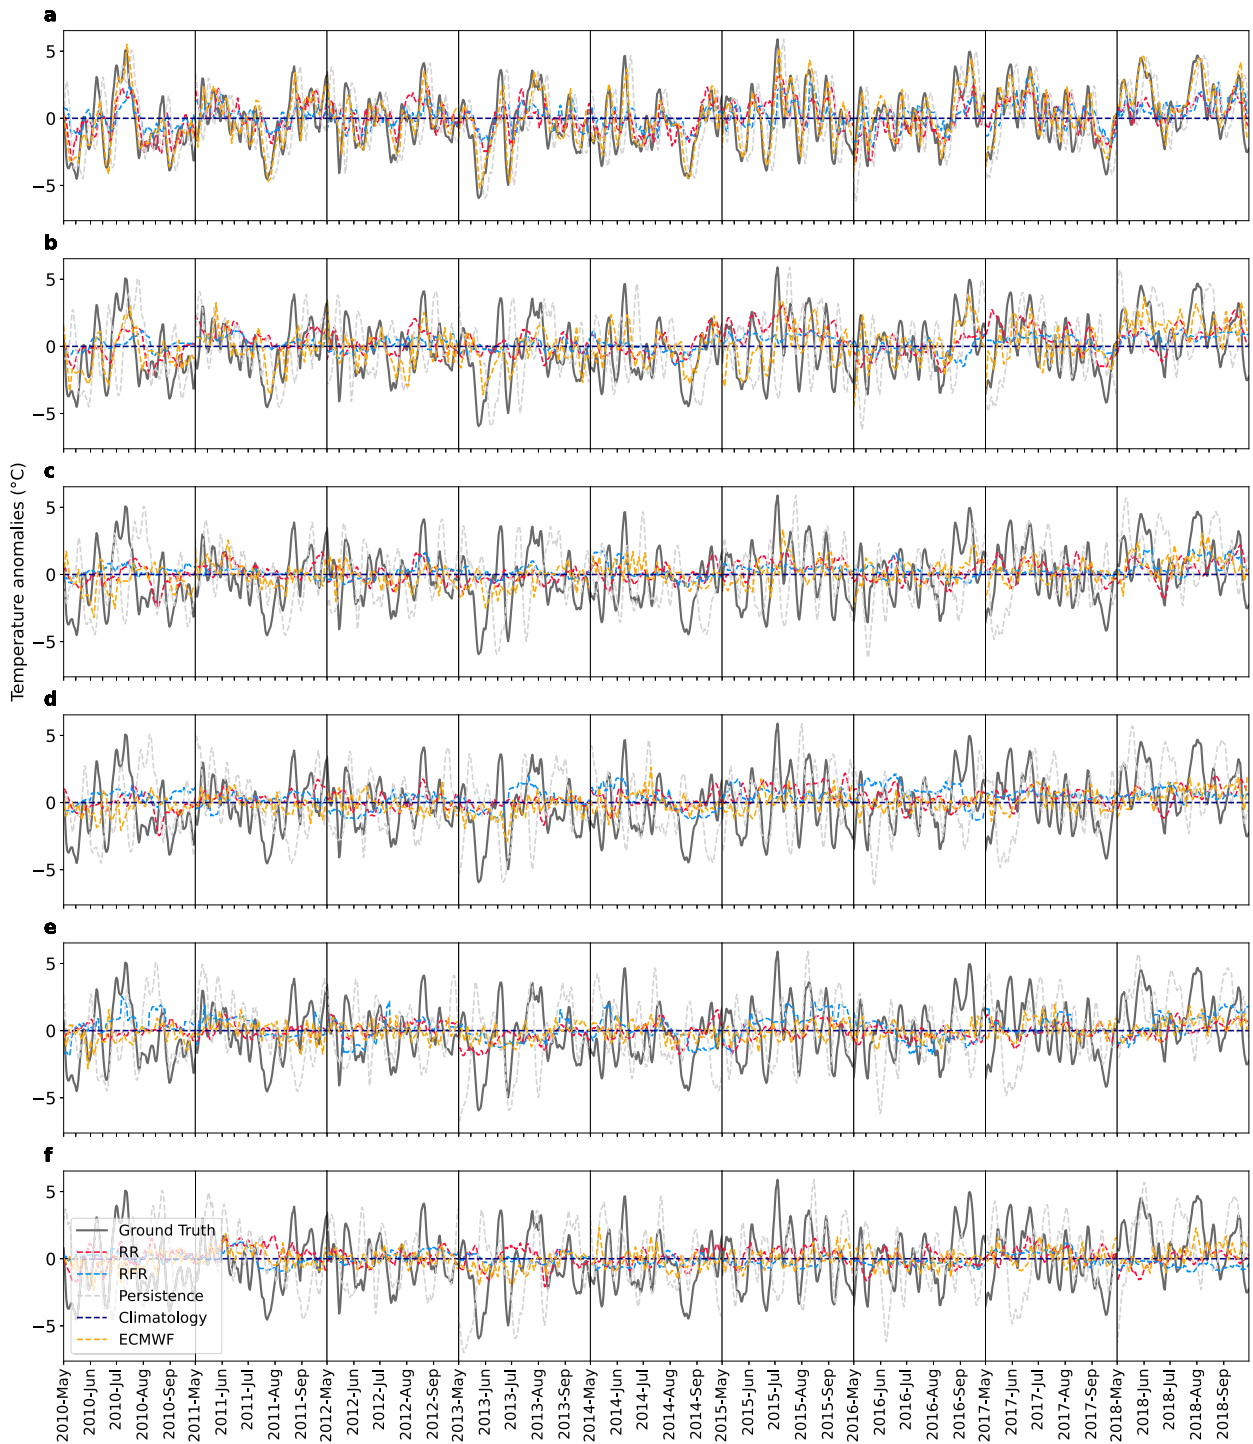 a
5
0
−5
b
5
0
−5
c
5
0
−5
Temperature anomalies (°C)
d
5
0
−5
e
5
0
−5
f
5
0
−5
Ground Truth
RR
RFR
Persistence
Climatology
ECMWF
2010-May
2010-Jun
2010-Jul
2010-Aug
2010-Sep
2011-May
2011-Jun
2011-Jul
2011-Aug
2011-Sep
2012-May
2012-Jun
2012-Jul
2012-Aug
2012-Sep
2013-May
2013-Jun
2013-Jul
2013-Aug
2013-Sep
2014-May
2014-Jun
2014-Jul
2014-Aug
2014-Sep
2015-May
2015-Jun
2015-Jul
2015-Aug
2015-Sep
2016-May
2016-Jun
2016-Jul
2016-Aug
2016-Sep
2017-May
2017-Jun
2017-Jul
2017-Aug
2017-Sep
2018-May
2018-Jun
2018-Jul
2018-Aug
2018-Sep